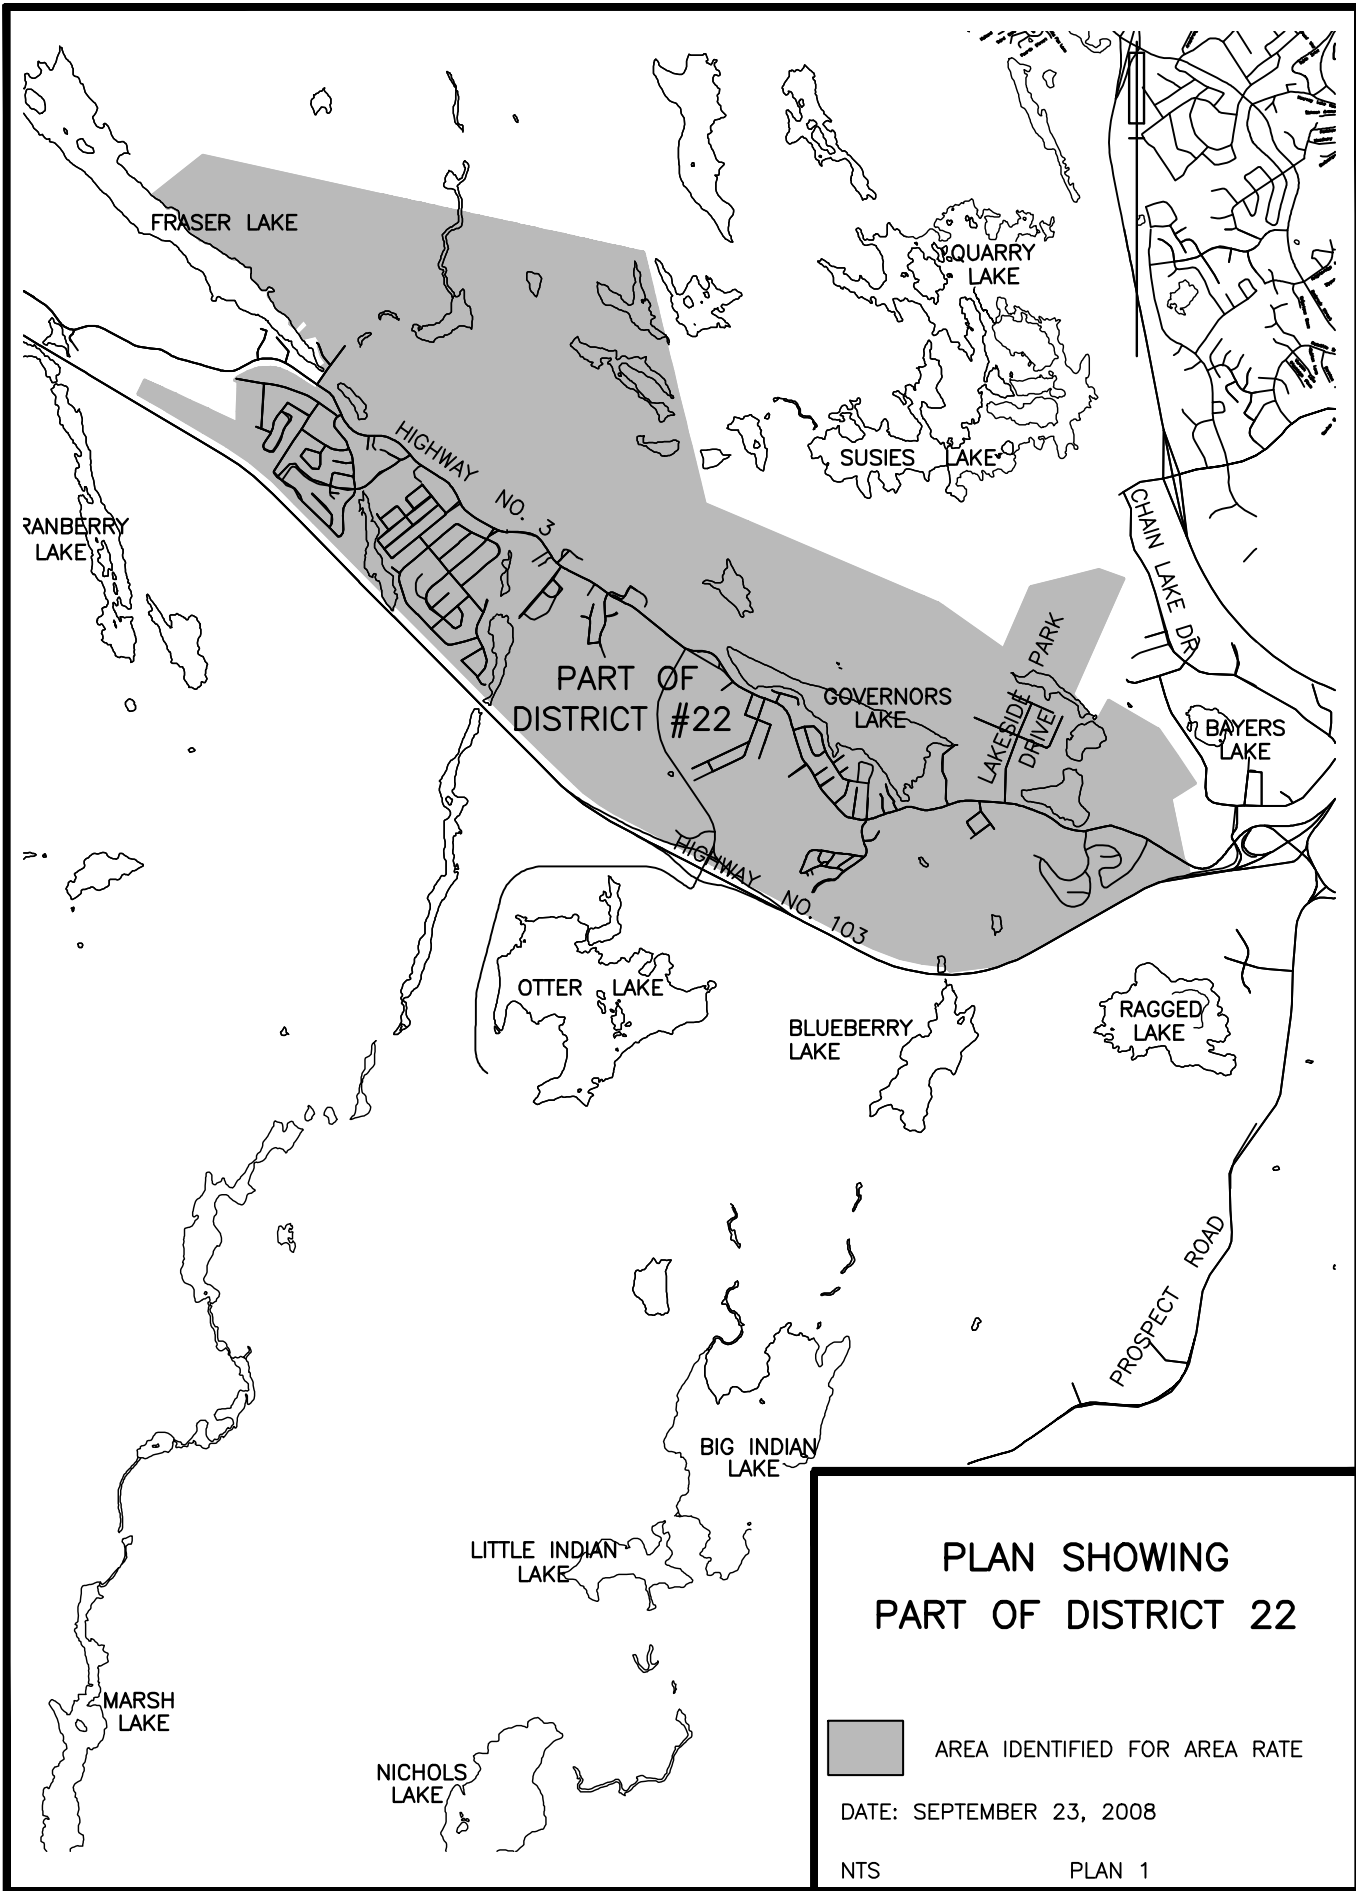 FRASER LAKE
QUARRY
LAKE
HIGHWAY NO. 3
SUSIES LAKE
RANBERRY
LAKE
CHAIN LAKE DR
PART OF
DISTRICT #22
GOVERNORS
LAKE
LAKESIDE PARK
DRIVE
BAYERS
LAKE
HIGHWAY NO. 103
OTTER LAKE
BLUEBERRY
LAKE
RAGGED
LAKE
PROSPECT ROAD
BIG INDIAN
LAKE
LITTLE INDIAN
LAKE
MARSH
LAKE
NICHOLS
LAKE
PLAN SHOWING
PART OF DISTRICT 22
AREA IDENTIFIED FOR AREA RATE
DATE: SEPTEMBER 23, 2008
NTS PLAN 1